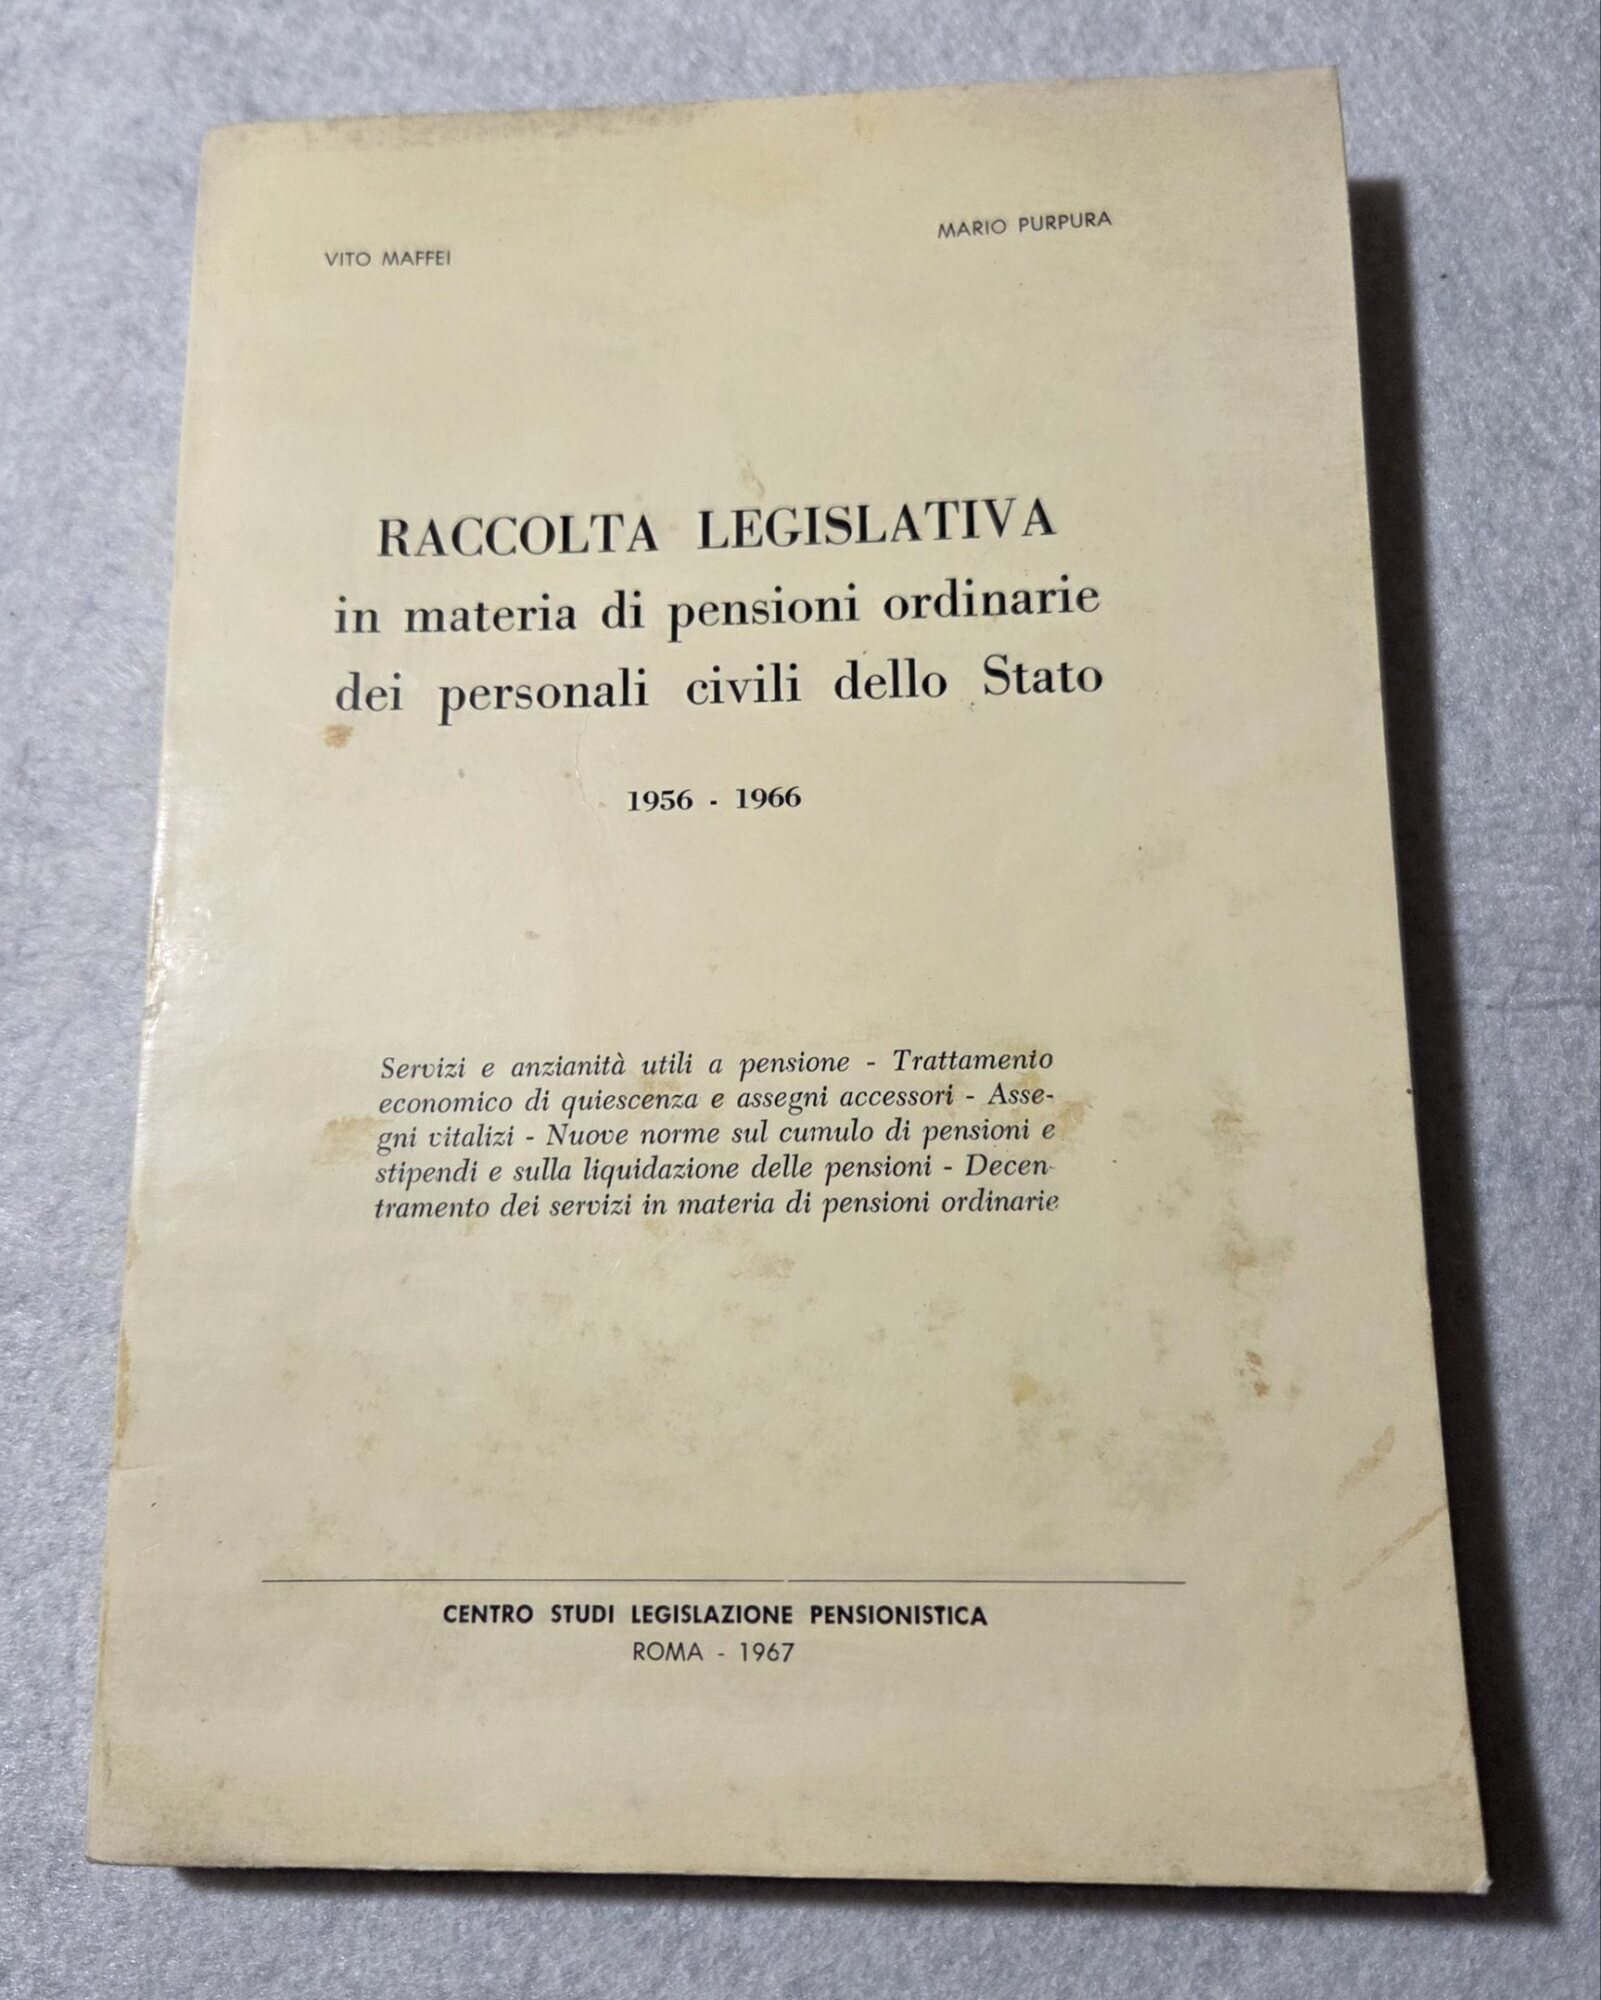 VITO MAFFEI
MARIO PURPURA
RACCOLTA LEGISLATIVA
in materia di pensioni ordinarie
dei personali civili dello Stato
1956 - 1966
Servizi e anzianità utili a pensione - Trattamento
economico di quiescenza e assegni accessori - Asse-
gni vitalizi - Nuove norme sul cumulo di pensioni e
stipendi e sulla liquidazione delle pensioni - Decen-
tramento dei servizi in materia di pensioni ordinarie
CENTRO STUDI LEGISLAZIONE PENSIONISTICA
ROMA - 1967